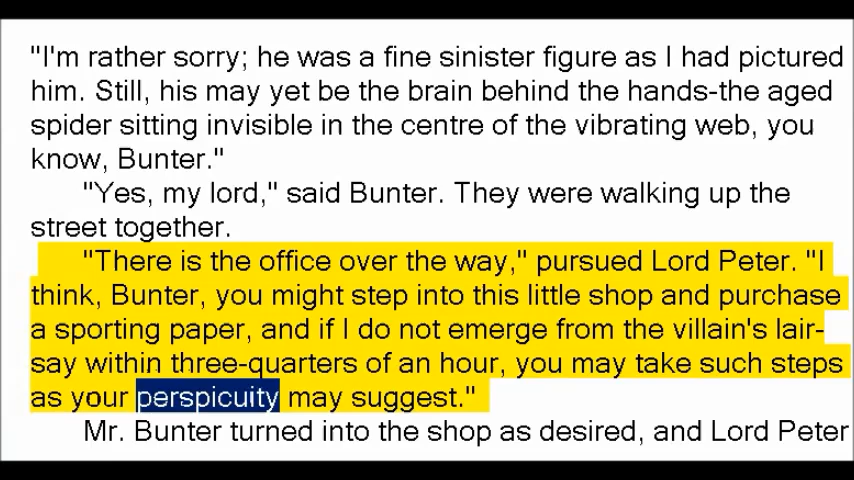 "I'm rather sorry; he was a fine sinister figure as I had pictured
him. Still, his may yet be the brain behind the hands-the aged
spider sitting invisible in the centre of the vibrating web, you
know, Bunter."
"Yes, my lord," said Bunter. They were walking up the
street together.
"There is the office over the way," pursued Lord Peter. "I
think, Bunter, you might step into this little shop and purchase
a sporting paper, and if I do not emerge from the villain's lair-
say within three-quarters of an hour, you may take such steps
as your perspicuity may suggest."
Mr. Bunter turned into the shop as desired, and Lord Peter